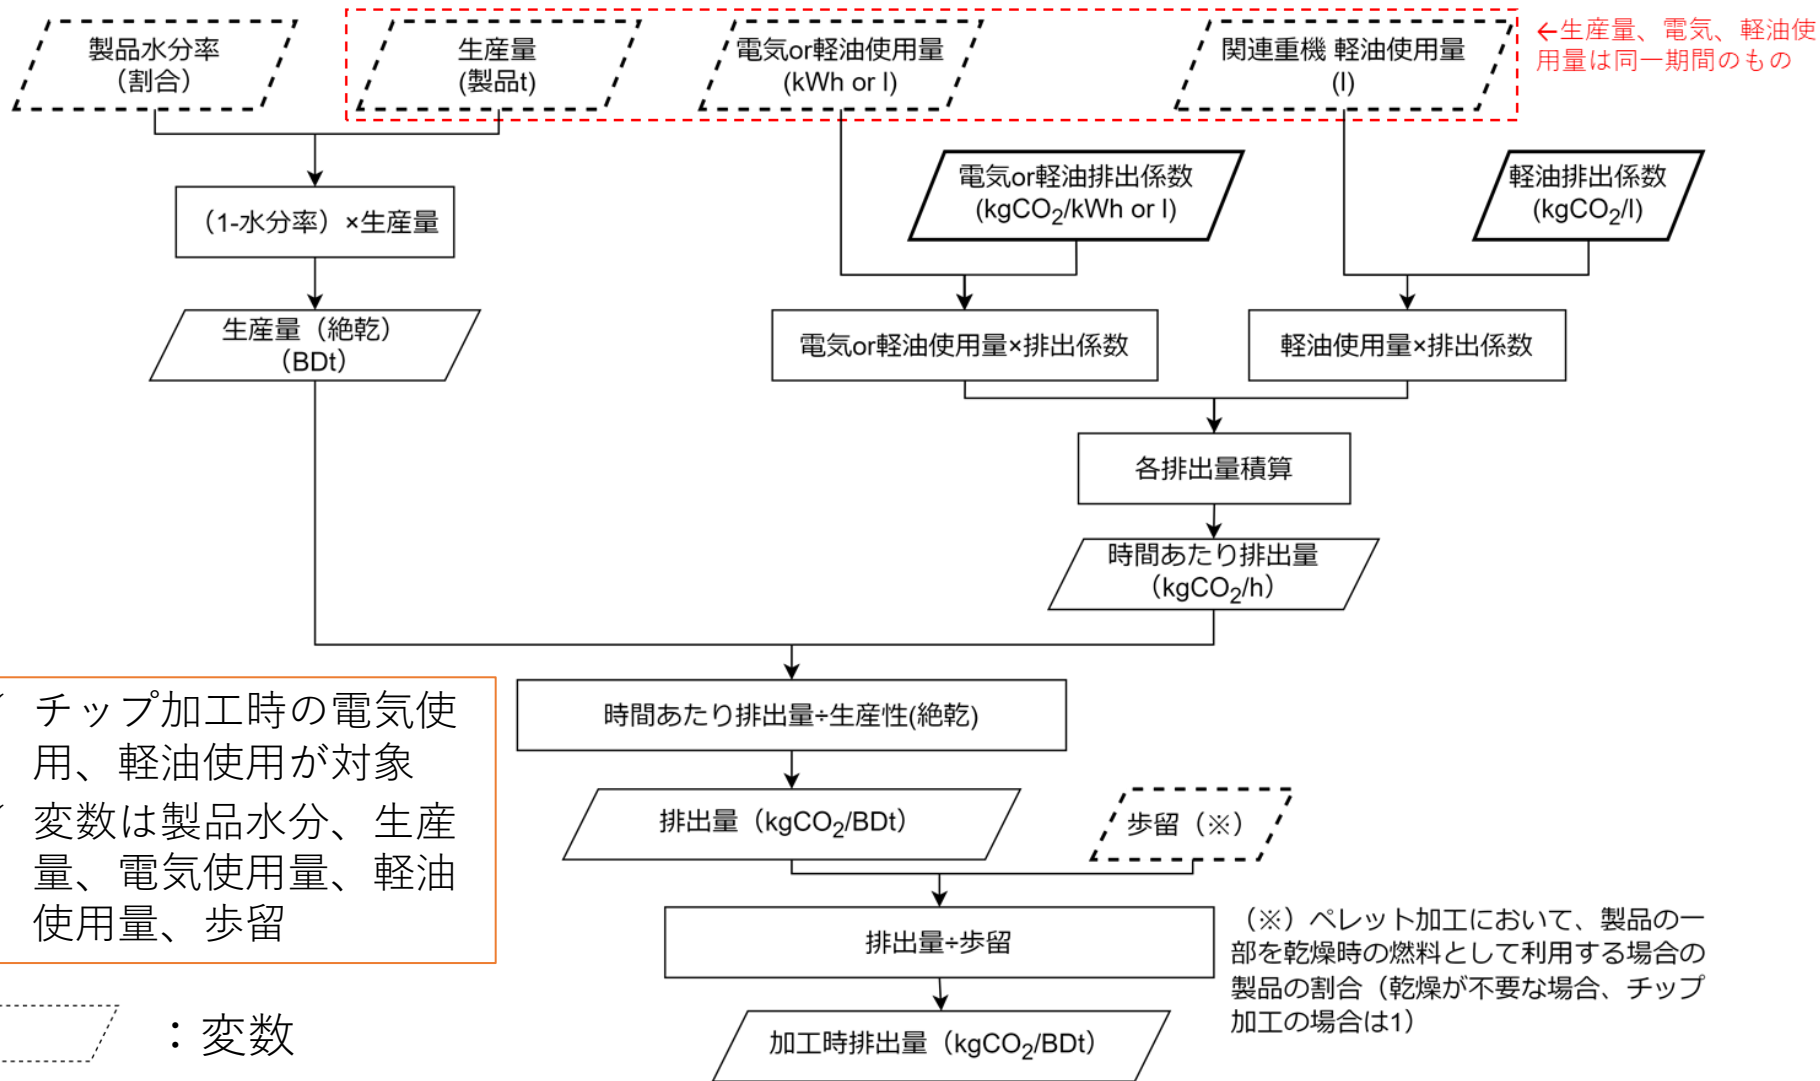 製品水分率
（割合）
生産量
(製品t)
電気or軽油使用量
(kWh or l)
関連重機 軽油使用量
(l)
←生産量、電気、軽油使
用量は同一期間のもの
電気or軽油排出係数
(kgCO₂/kWh or l)
軽油排出係数
(kgCO₂/l)
（1-水分率）×生産量
生産量（絶乾）
（BDt）
電気or軽油使用量×排出係数
軽油使用量×排出係数
各排出量積算
時間あたり排出量
（kgCO₂/h）
時間あたり排出量÷生産性(絶乾)
チップ加工時の電気使
用、軽油使用が対象
変数は製品水分、生産
量、電気使用量、軽油
使用量、歩留
排出量（kgCO₂/BDt）
歩留（※）
排出量÷歩留
（※）ペレット加工において、製品の一
部を乾燥時の燃料として利用する場合の
製品の割合（乾燥が不要な場合、チップ
加工の場合は1）
：変数
加工時排出量（kgCO₂/BDt）